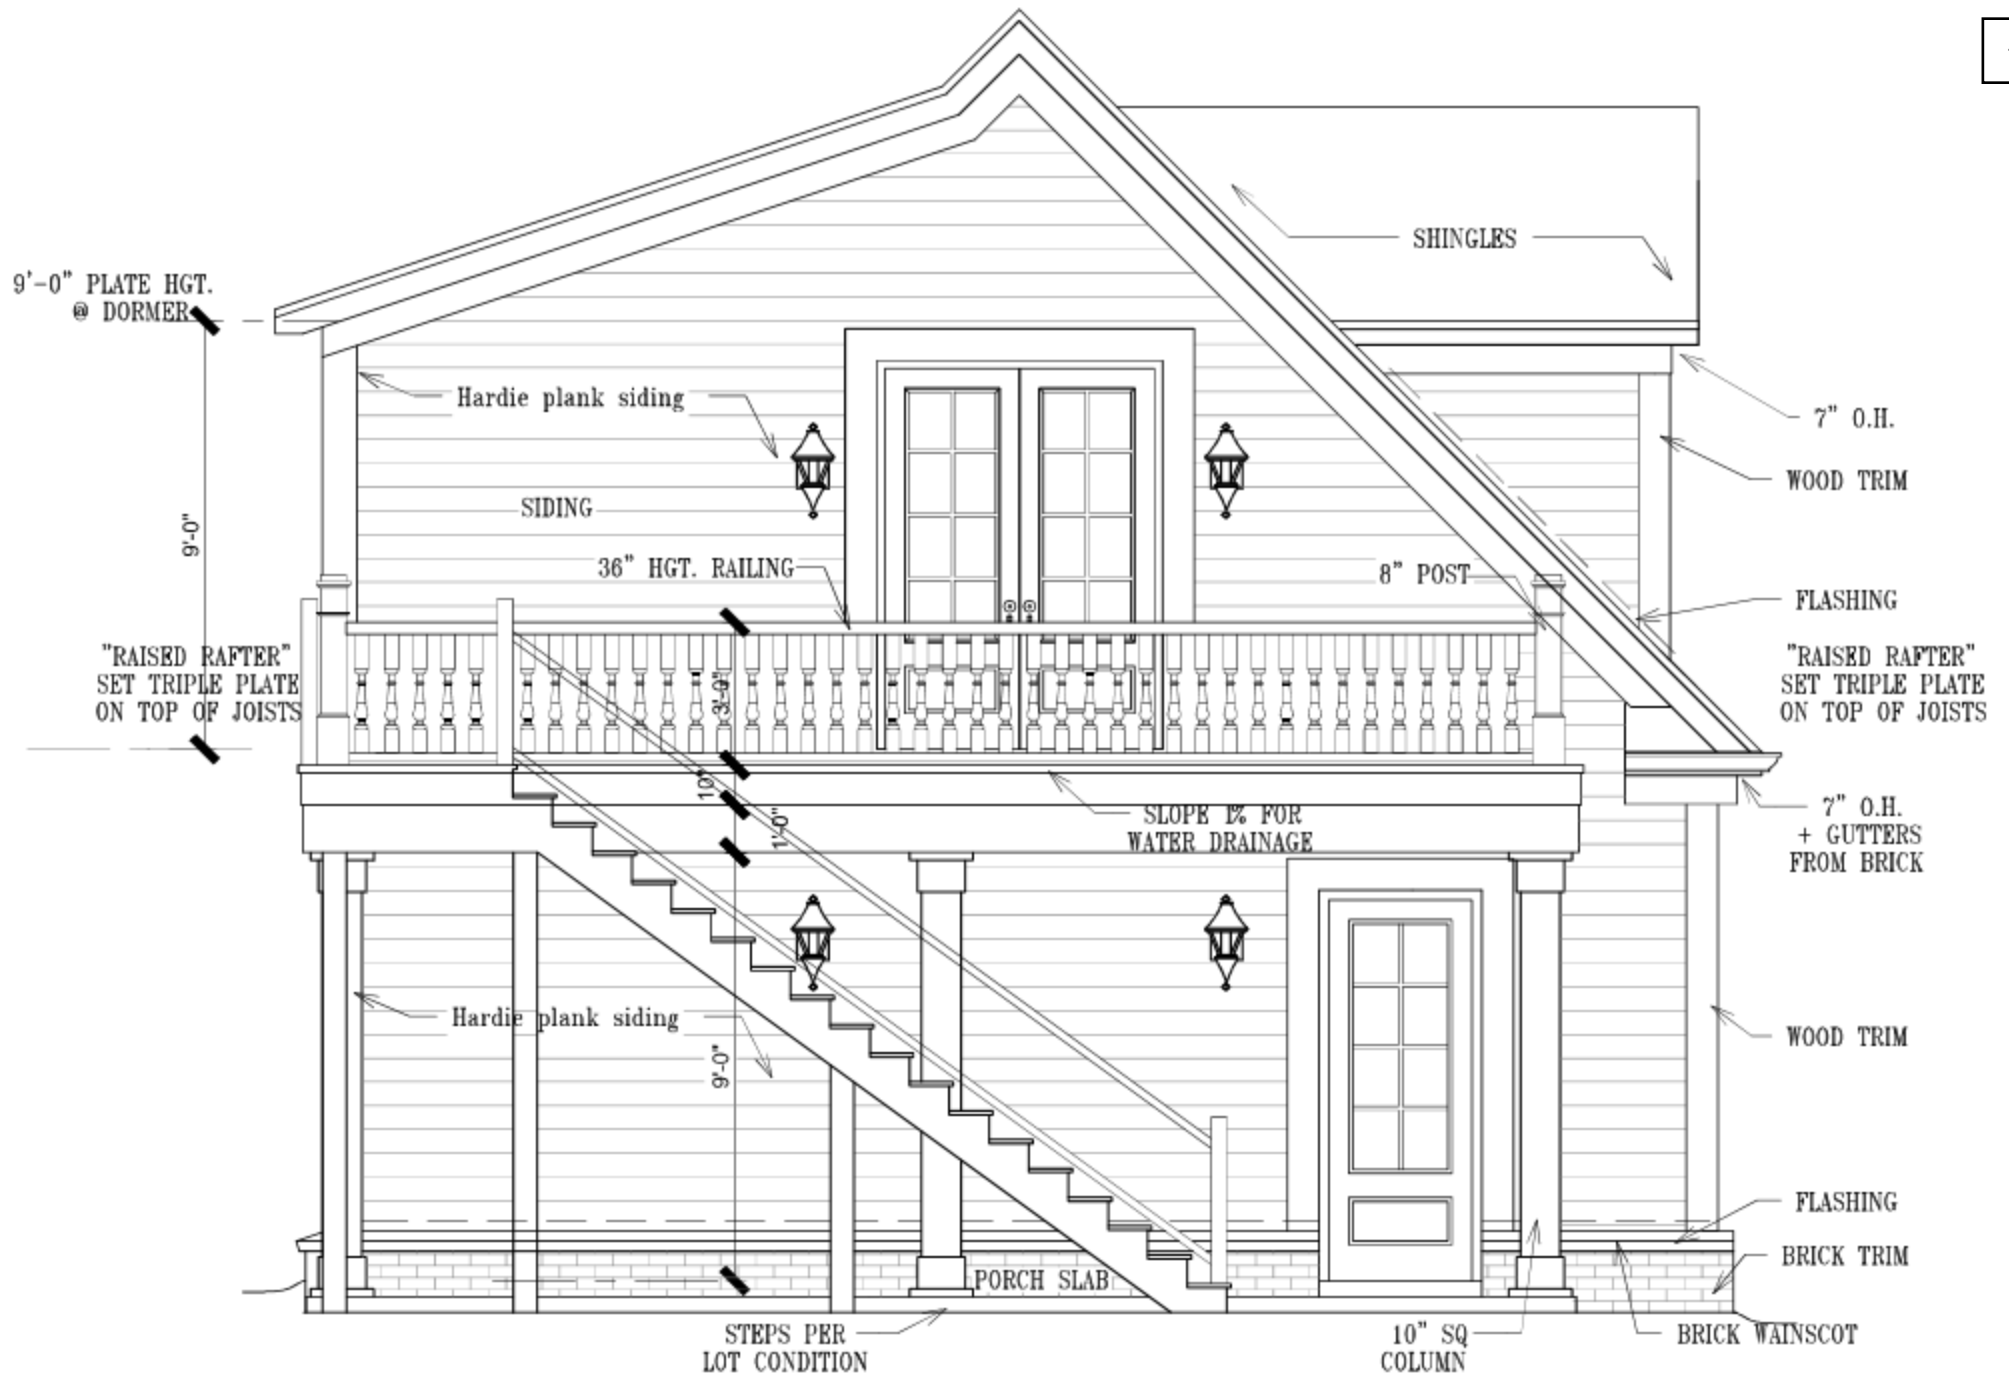 SHINGLES
9'-0" PLATE HGT.
@ DORMER
Hardie plank siding
7" O.H.
WOOD TRIM
SIDING
9'-0"
36" HGT. RAILING
8" POST
FLASHING
"RAISED RAFTER"
SET TRIPLE PLATE
ON TOP OF JOISTS
3'-0"
"RAISED RAFTER"
SET TRIPLE PLATE
ON TOP OF JOISTS
10"
1'-0"
SLOPE 1% FOR
WATER DRAINAGE
7" O.H.
+ GUTTERS
FROM BRICK
Hardie plank siding
9'-0"
WOOD TRIM
FLASHING
BRICK TRIM
PORCH SLAB
STEPS PER
LOT CONDITION
10" SQ
COLUMN
BRICK WAINSCOT